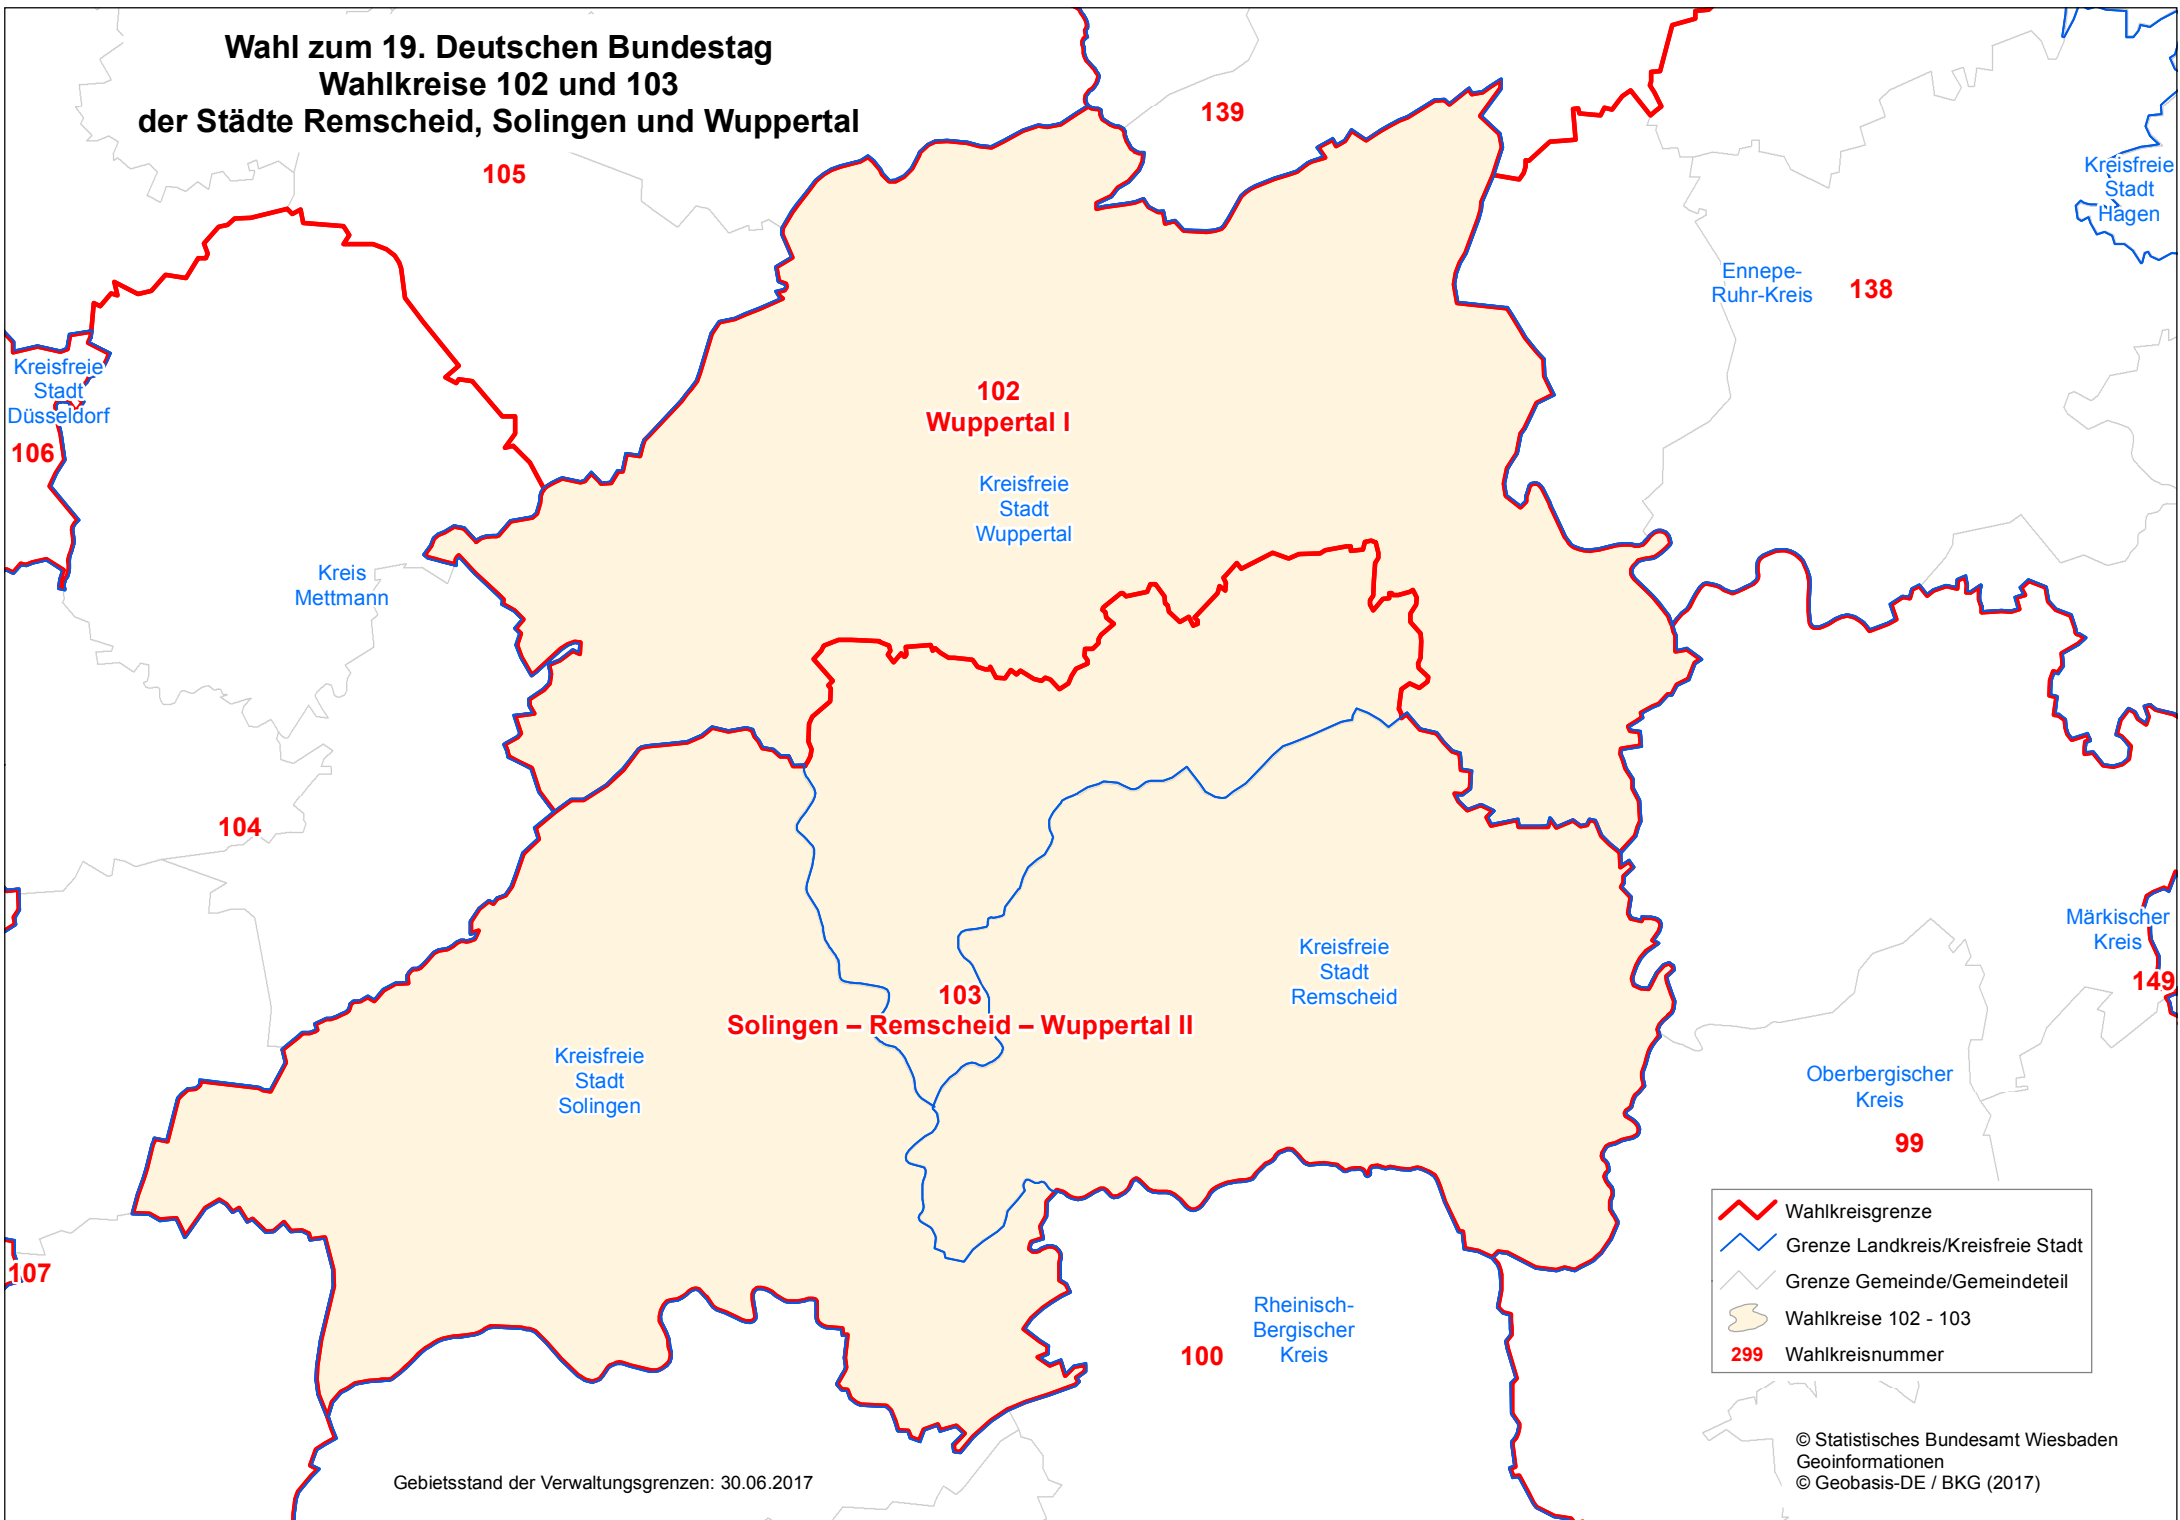 Wahl zum 19. Deutschen Bundestag
Wahlkreise 102 und 103
der Städte Remscheid, Solingen und Wuppertal
105
139
Kreisfreie
Stadt
Hagen
Ennepe-
Ruhr-Kreis
138
Kreisfreie
Stadt
Düsseldorf
106
102
Wuppertal I
Kreisfreie
Stadt
Wuppertal
Kreis
Mettmann
104
Märkischer
Kreis
149
Kreisfreie
Stadt
Remscheid
103
Solingen – Remscheid – Wuppertal II
Kreisfreie
Stadt
Solingen
Oberbergischer
Kreis
99
107
Rheinisch-
Bergischer
Kreis
100
Wahlkreisgrenze
Grenze Landkreis/Kreisfreie Stadt
Grenze Gemeinde/Gemeindeteil
Wahlkreise 102 - 103
299 Wahlkreisnummer
Gebietsstand der Verwaltungsgrenzen: 30.06.2017
© Statistisches Bundesamt Wiesbaden
Geoinformationen
© Geobasis-DE / BKG (2017)